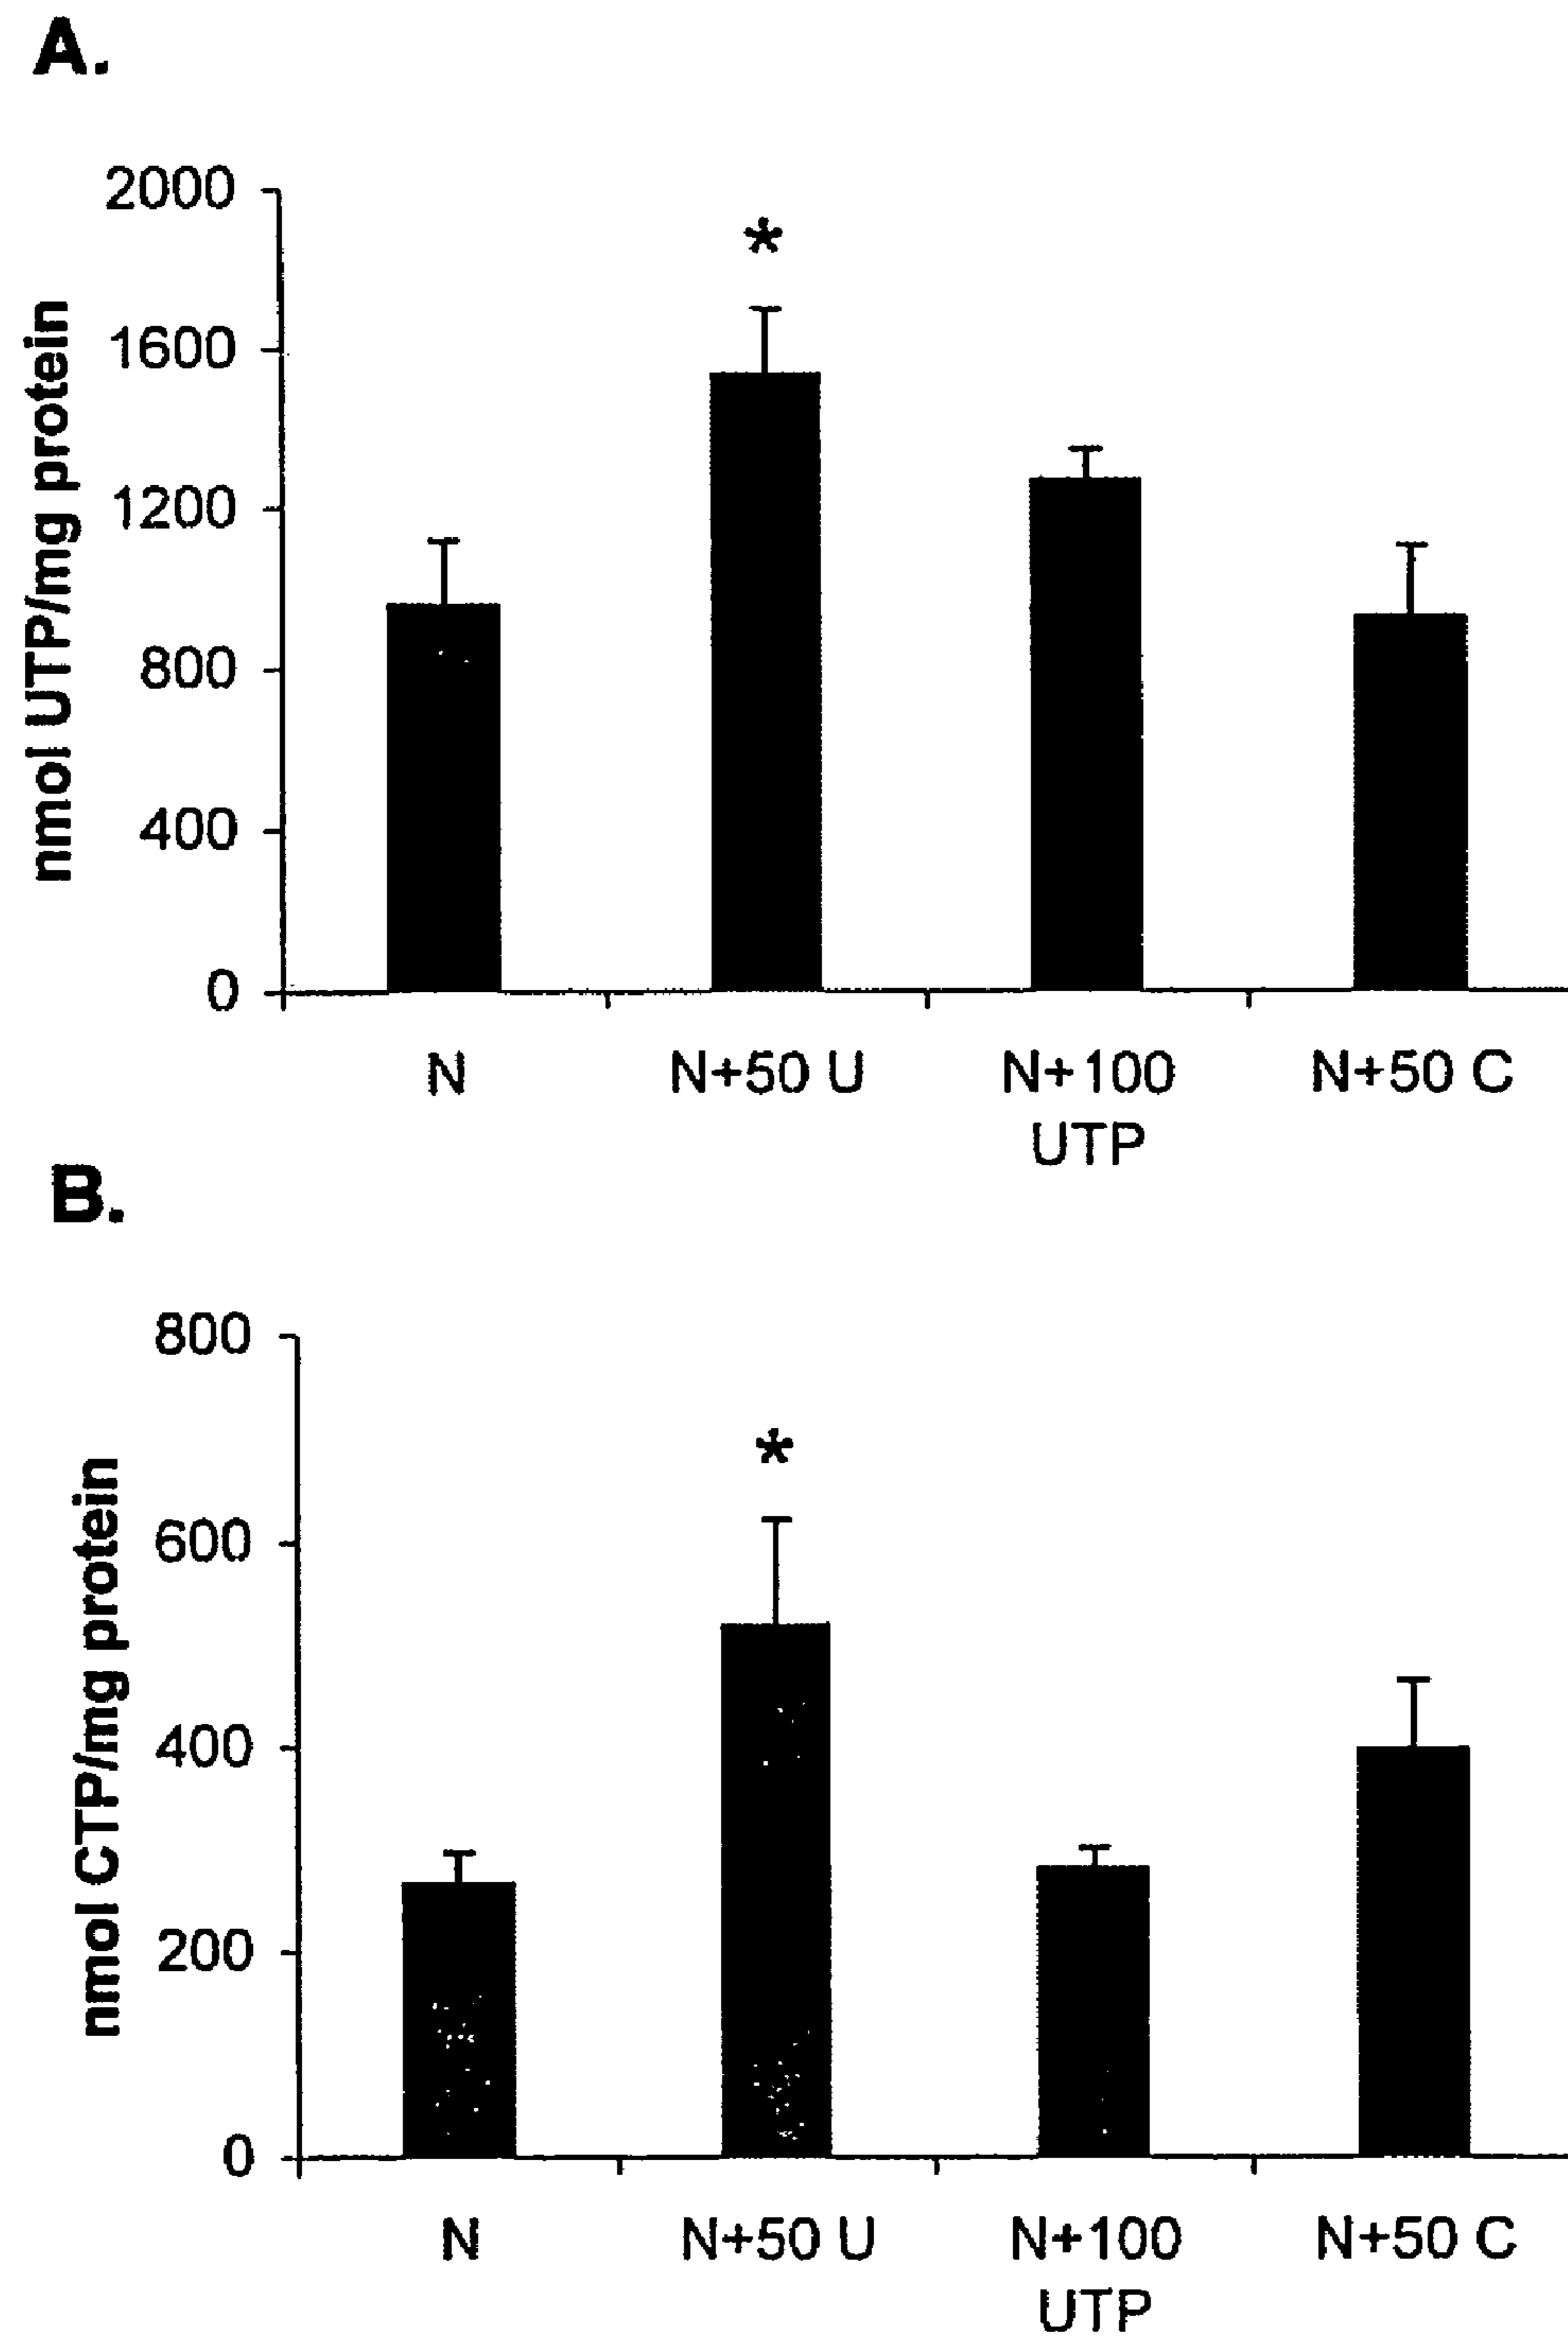 A.
2000
*
1600
1200
800
400
0
nmol UTP/mg protein
N N+50 U N+100 N+50 C
UTP
B.
800
*
600
400
200
0
nmol CTP/mg protein
N N+50 U N+100 N+50 C
UTP